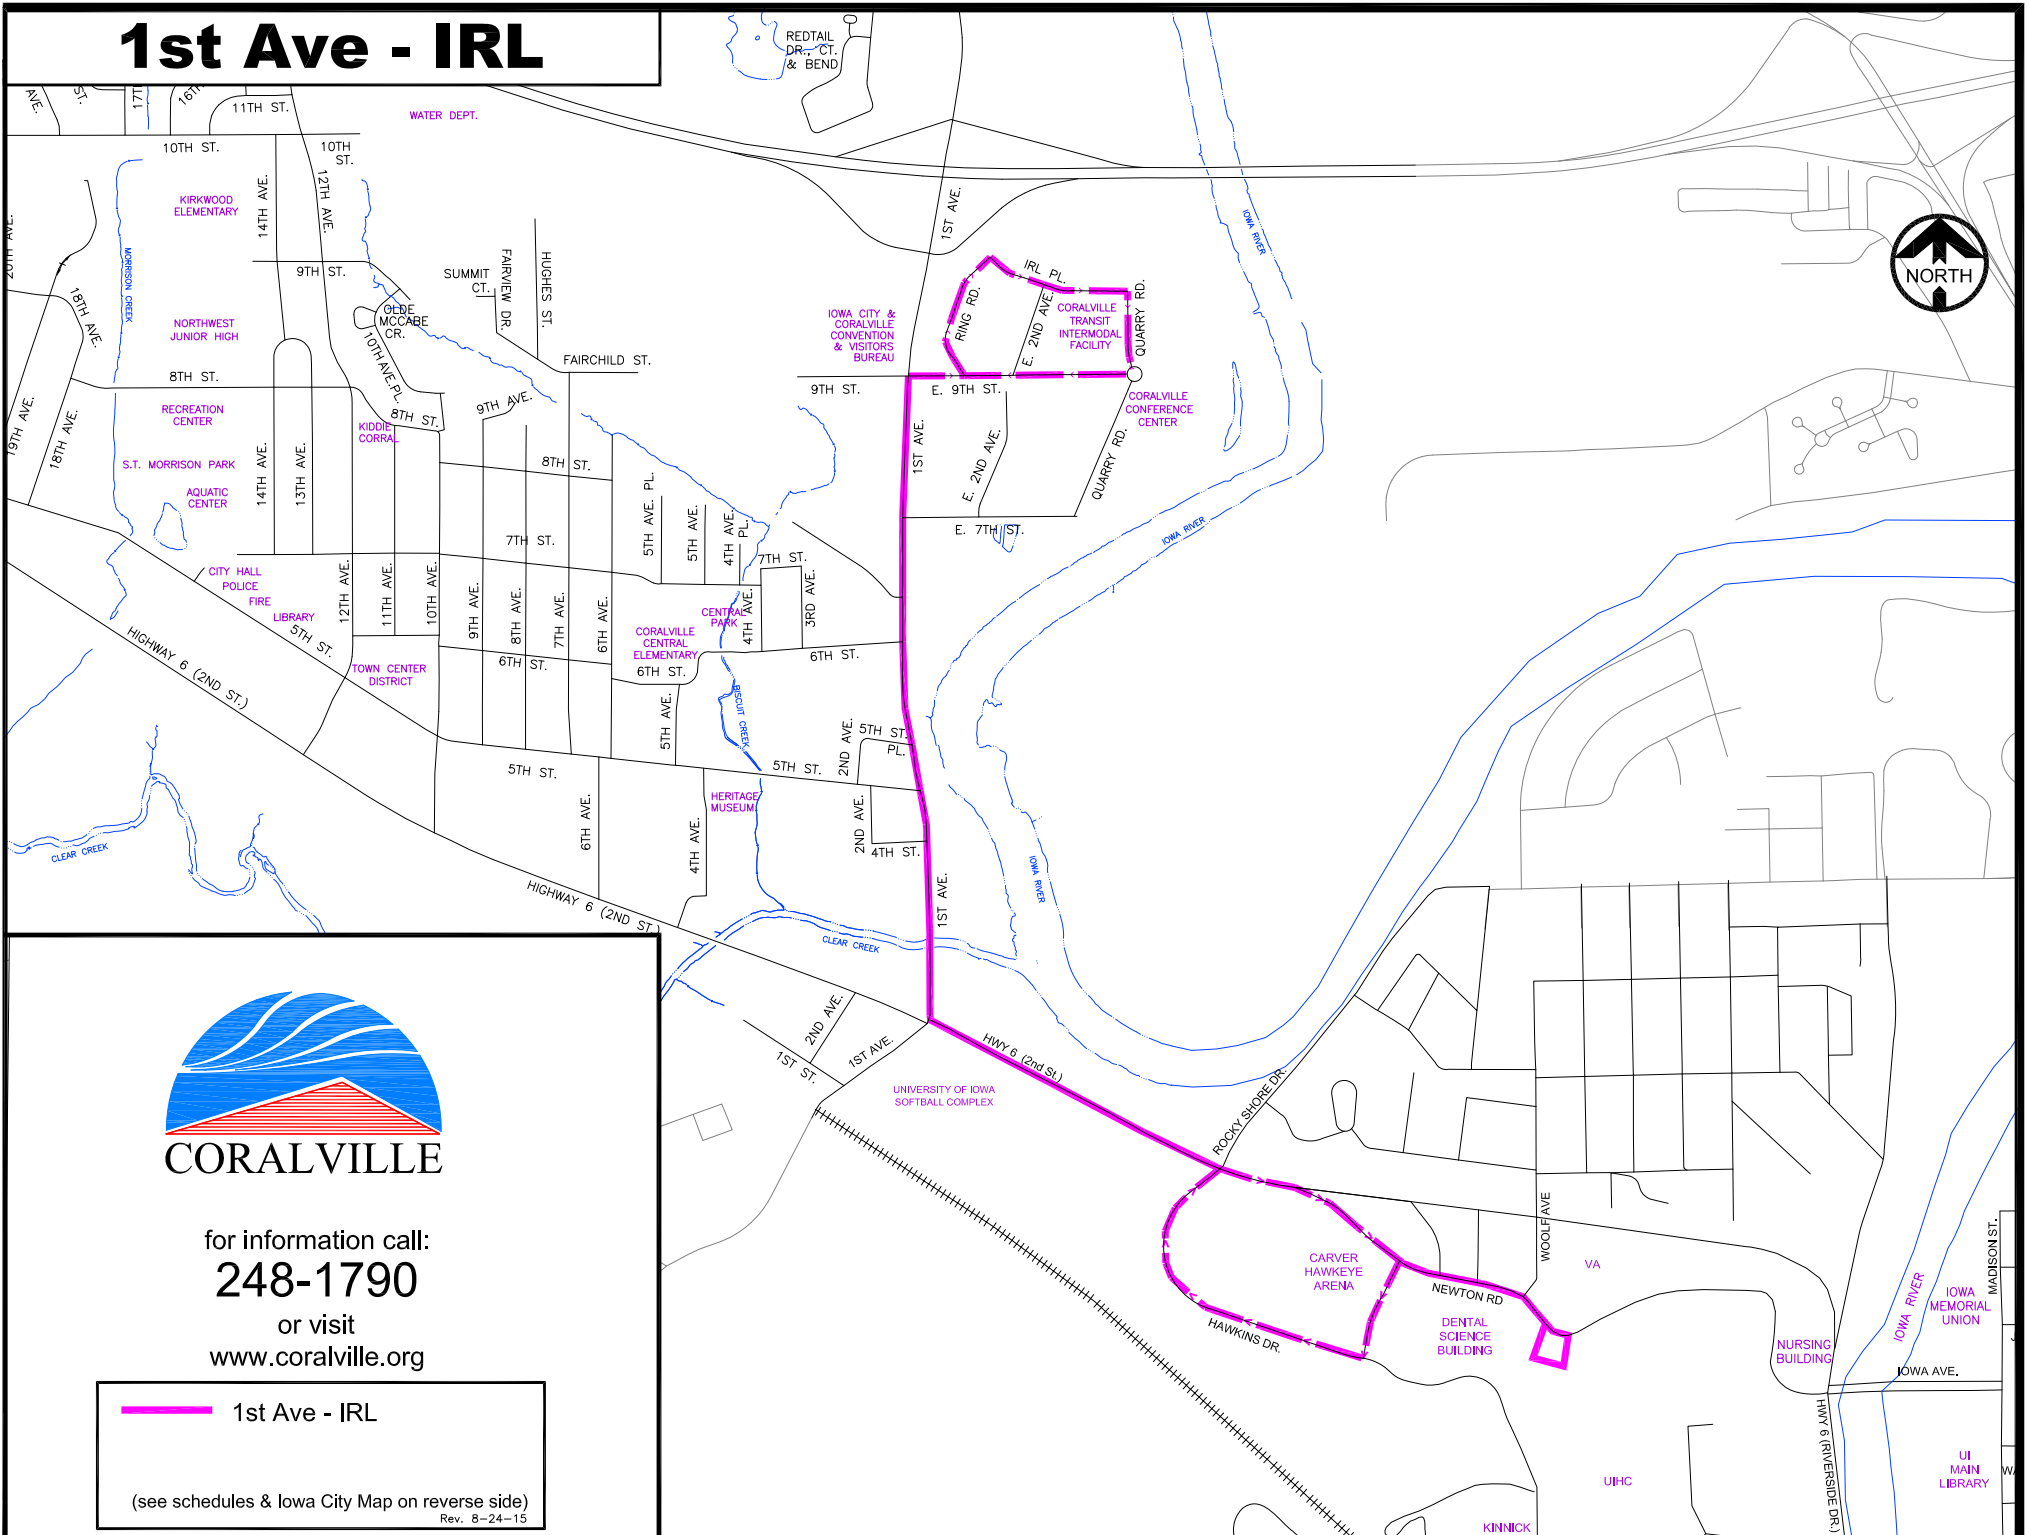 1st Ave - IRL
REDTAIL
DR., CT.
& BEND
AVE.
ST.
16TH
11TH ST.
WATER DEPT.
10TH ST.
10TH
ST.
12TH AVE.
14TH AVE.
KIRKWOOD
ELEMENTARY
MORRISON CREEK
20TH AVE.
18TH AVE.
9TH ST.
SUMMIT
CT.
FAIRVIEW DR.
HUGHES ST.
OLDE
MCCABE
CR.
10TH AVE.PL.
NORTHWEST
JUNIOR HIGH
FAIRCHILD ST.
8TH ST.
8TH ST.
9TH AVE.
19TH AVE.
18TH AVE.
RECREATION
CENTER
KIDDIE
CORRAL
S.T. MORRISON PARK
AQUATIC
CENTER
14TH AVE.
13TH AVE.
8TH ST.
1ST AVE.
IOWA RIVER
NORTH
IRL PL.
RING RD.
E. 2ND AVE.
QUARRY RD.
CORALVILLE
TRANSIT
INTERMODAL
FACILITY
IOWA CITY &
CORALVILLE
CONVENTION
& VISITORS
BUREAU
9TH ST.
E. 9TH ST.
CORALVILLE
CONFERENCE
CENTER
1ST AVE.
E. 2ND AVE.
QUARRY RD.
E. 7TH ST.
IOWA RIVER
5TH AVE. PL.
5TH AVE.
4TH AVE.
PL.
7TH ST.
7TH ST.
3RD AVE.
4TH AVE.
CENTRAL
PARK
CITY HALL
POLICE
FIRE
LIBRARY
12TH AVE.
11TH AVE.
10TH AVE.
9TH AVE.
8TH AVE.
7TH AVE.
6TH AVE.
CORALVILLE
CENTRAL
ELEMENTARY
5TH ST.
HIGHWAY 6 (2ND ST.)
TOWN CENTER
DISTRICT
6TH ST.
6TH ST.
6TH ST.
BISCUIT CREEK
5TH AVE.
2ND AVE.
5TH ST.
PL.
5TH ST.
5TH ST.
HERITAGE
MUSEUM
6TH AVE.
4TH AVE.
2ND AVE.
4TH ST.
CLEAR CREEK
HIGHWAY 6 (2ND ST.)
CLEAR CREEK
1ST AVE.
IOWA RIVER
2ND AVE.
1ST ST.
1ST AVE.
HWY 6 (2nd St.)
UNIVERSITY OF IOWA
SOFTBALL COMPLEX
ROCKY SHORE DR.
CARVER
HAWKEYE
ARENA
NEWTON RD
HAWKINS DR.
WOOLF AVE
VA
DENTAL
SCIENCE
BUILDING
NURSING
BUILDING
IOWA RIVER
MADISON ST.
IOWA
MEMORIAL
UNION
IOWA AVE.
HWY 6 (RIVERSIDE DR.)
UI
MAIN
LIBRARY
UIHC
KINNICK
CORALVILLE
for information call:
248-1790
or visit
www.coralville.org
1st Ave - IRL
(see schedules & Iowa City Map on reverse side)
Rev. 8-24-15